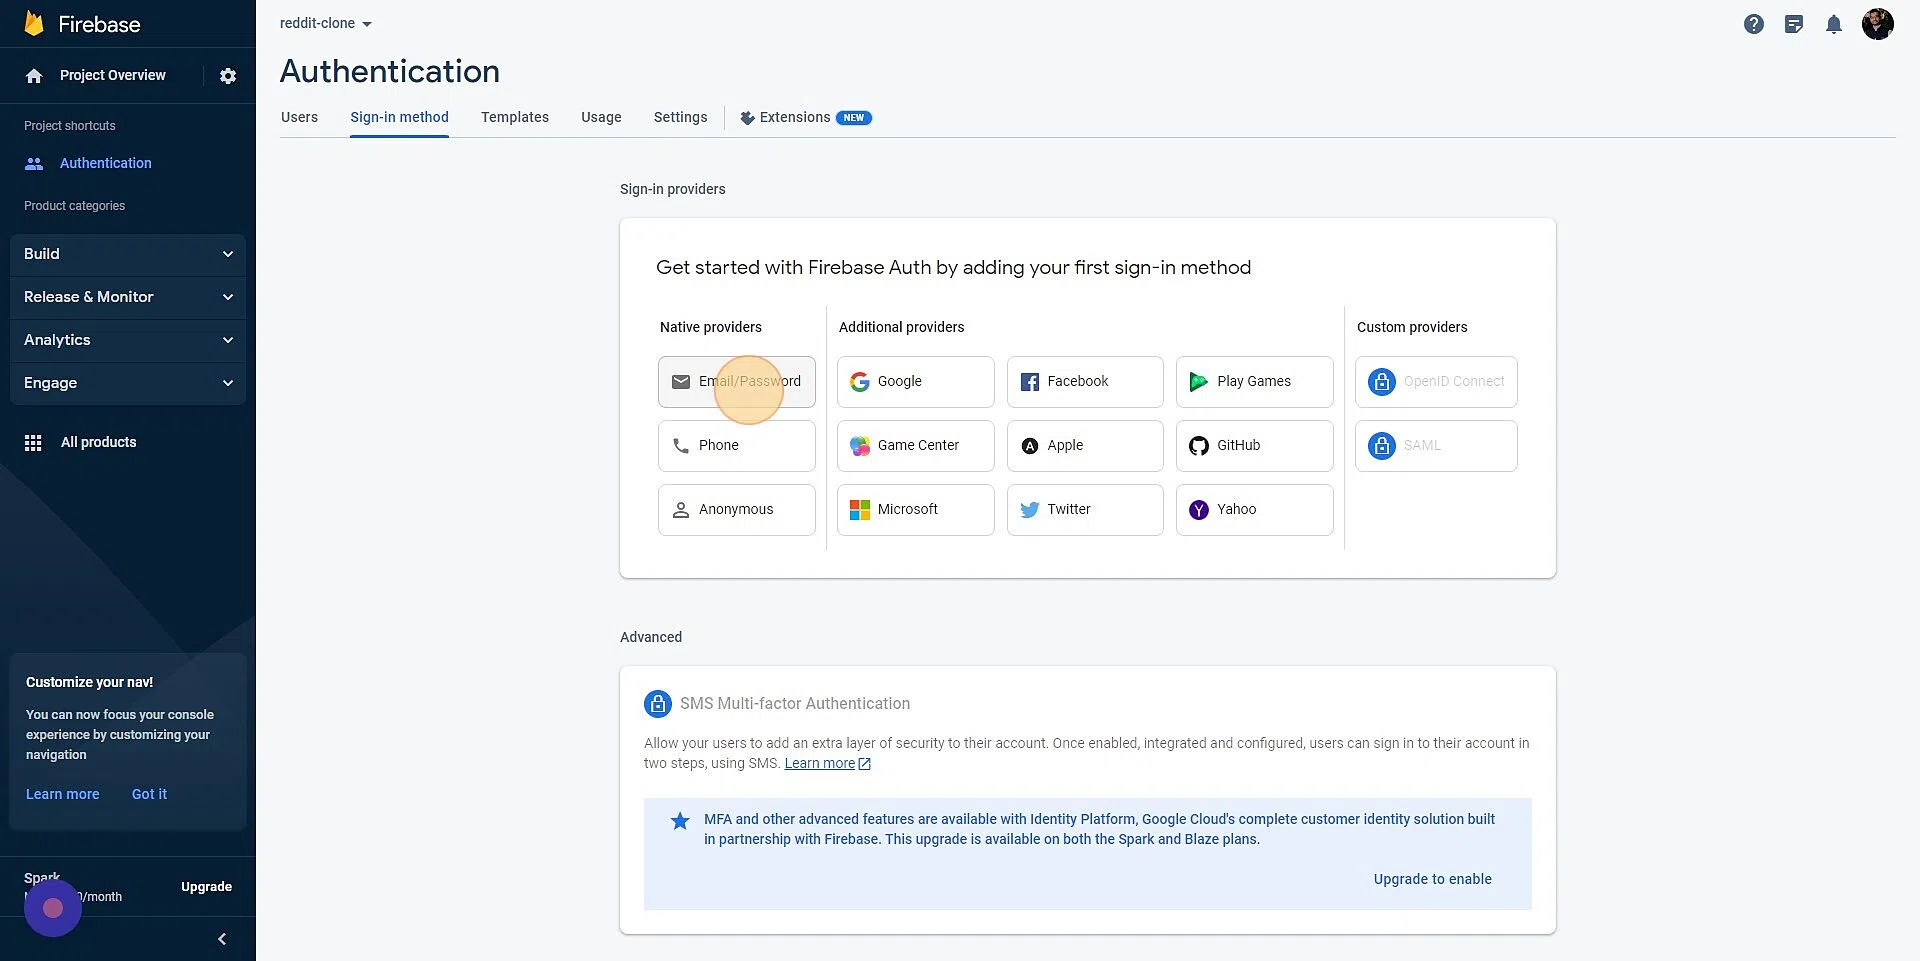 Firebase
Project Overview
Project shortcuts
Authentication
Product categories
Build
Release & Monitor
Analytics
Engage
All products
Customize your nav!
You can now focus your console
experience by customizing your
navigation
Learn more Got it
Spark
0/month
Upgrade
reddit-clone
Authentication
Users Sign-in method Templates Usage Settings Extensions NEW
Sign-in providers
Get started with Firebase Auth by adding your first sign-in method
Native providers Additional providers Custom providers
Email/Password Google Facebook Play Games OpenID Connect
Phone Game Center Apple GitHub SAML
Anonymous Microsoft Twitter Yahoo
Advanced
SMS Multi-factor Authentication
Allow your users to add an extra layer of security to their account. Once enabled, integrated and configured, users can sign in to their account in
two steps, using SMS. Learn more
MFA and other advanced features are available with Identity Platform, Google Cloud's complete customer identity solution built
in partnership with Firebase. This upgrade is available on both the Spark and Blaze plans.
Upgrade to enable